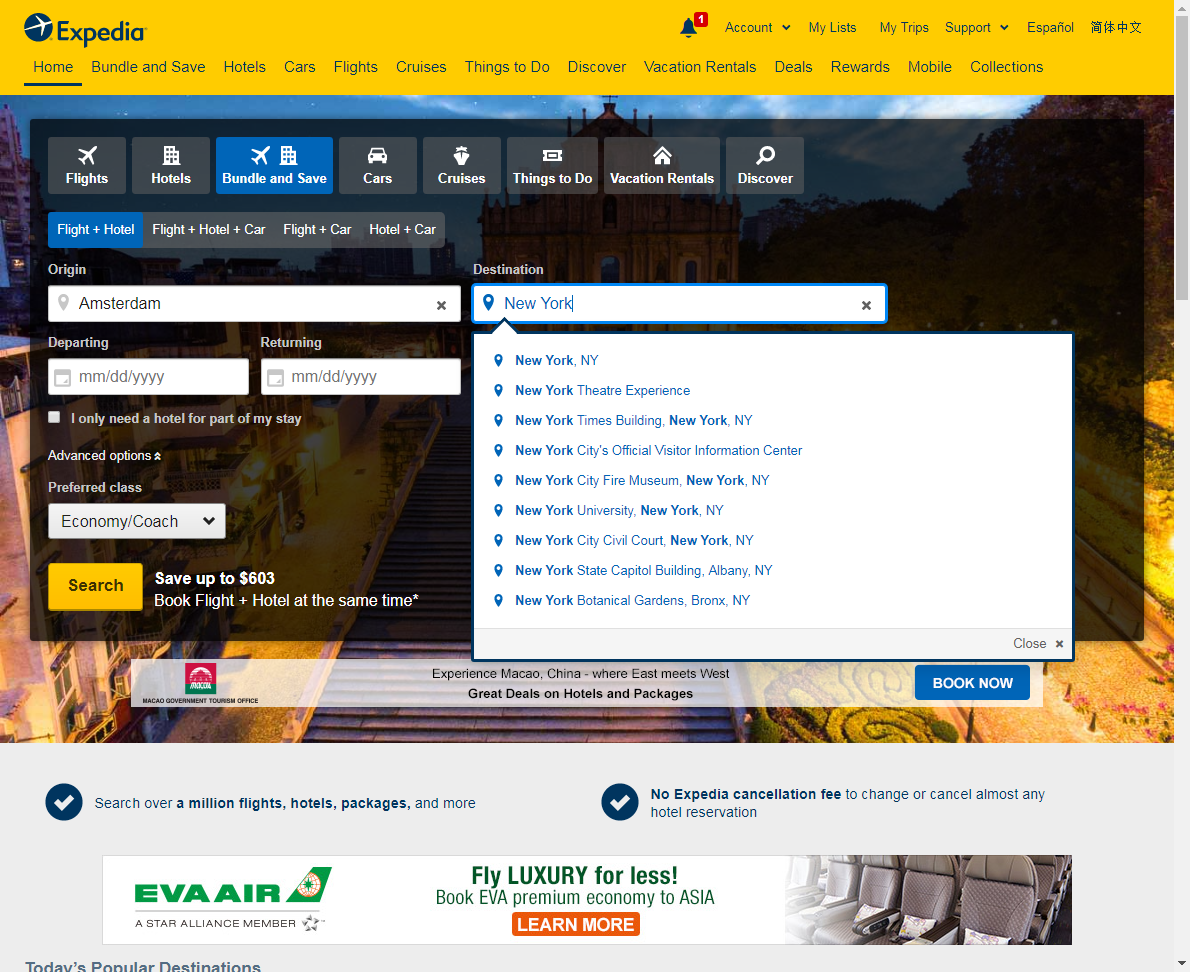 Expedia
1
Account
My Lists
My Trips
Support
Español
简体中文
Home
Bundle and Save
Hotels
Cars
Flights
Cruises
Things to Do
Discover
Vacation Rentals
Deals
Rewards
Mobile
Collections
Flights
Hotels
Bundle and Save
Cars
Cruises
Things to Do
Vacation Rentals
Discover
Flight + Hotel
Flight + Hotel + Car
Flight + Car
Hotel + Car
Origin
Destination
Amsterdam
New York
Departing
Returning
mm/dd/yyyy
mm/dd/yyyy
I only need a hotel for part of my stay
Advanced options
Preferred class
Economy/Coach
Search
Save up to $603
Book Flight + Hotel at the same time*
New York, NY
New York Theatre Experience
New York Times Building, New York, NY
New York City's Official Visitor Information Center
New York City Fire Museum, New York, NY
New York University, New York, NY
New York City Civil Court, New York, NY
New York State Capitol Building, Albany, NY
New York Botanical Gardens, Bronx, NY
Close
macau
MACAO GOVERNMENT TOURISM OFFICE
Experience Macao, China - where East meets West
Great Deals on Hotels and Packages
BOOK NOW
Search over a million flights, hotels, packages, and more
No Expedia cancellation fee to change or cancel almost any
hotel reservation
EVA AIR
A STAR ALLIANCE MEMBER
Fly LUXURY for less!
Book EVA premium economy to ASIA
LEARN MORE
Today's Popular Destinations